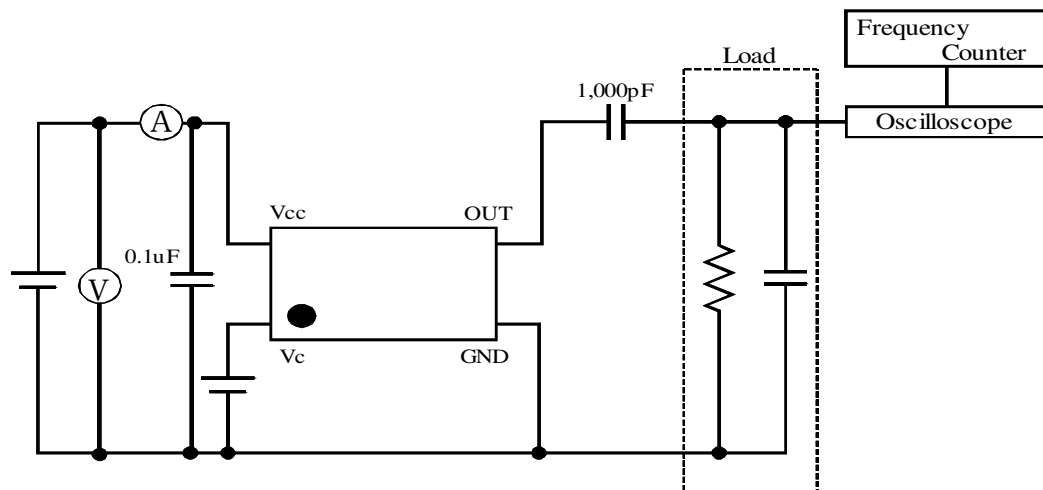 Frequency
Counter
Load
1,000pF
A
Oscilloscope
Vcc
OUT
0.1uF
V
Vc
GND